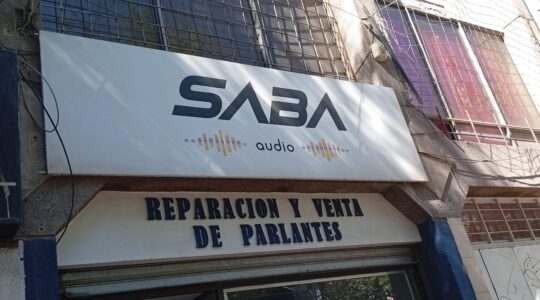 SABA
audio
REPARACION Y VENTA
DE PARLANTES